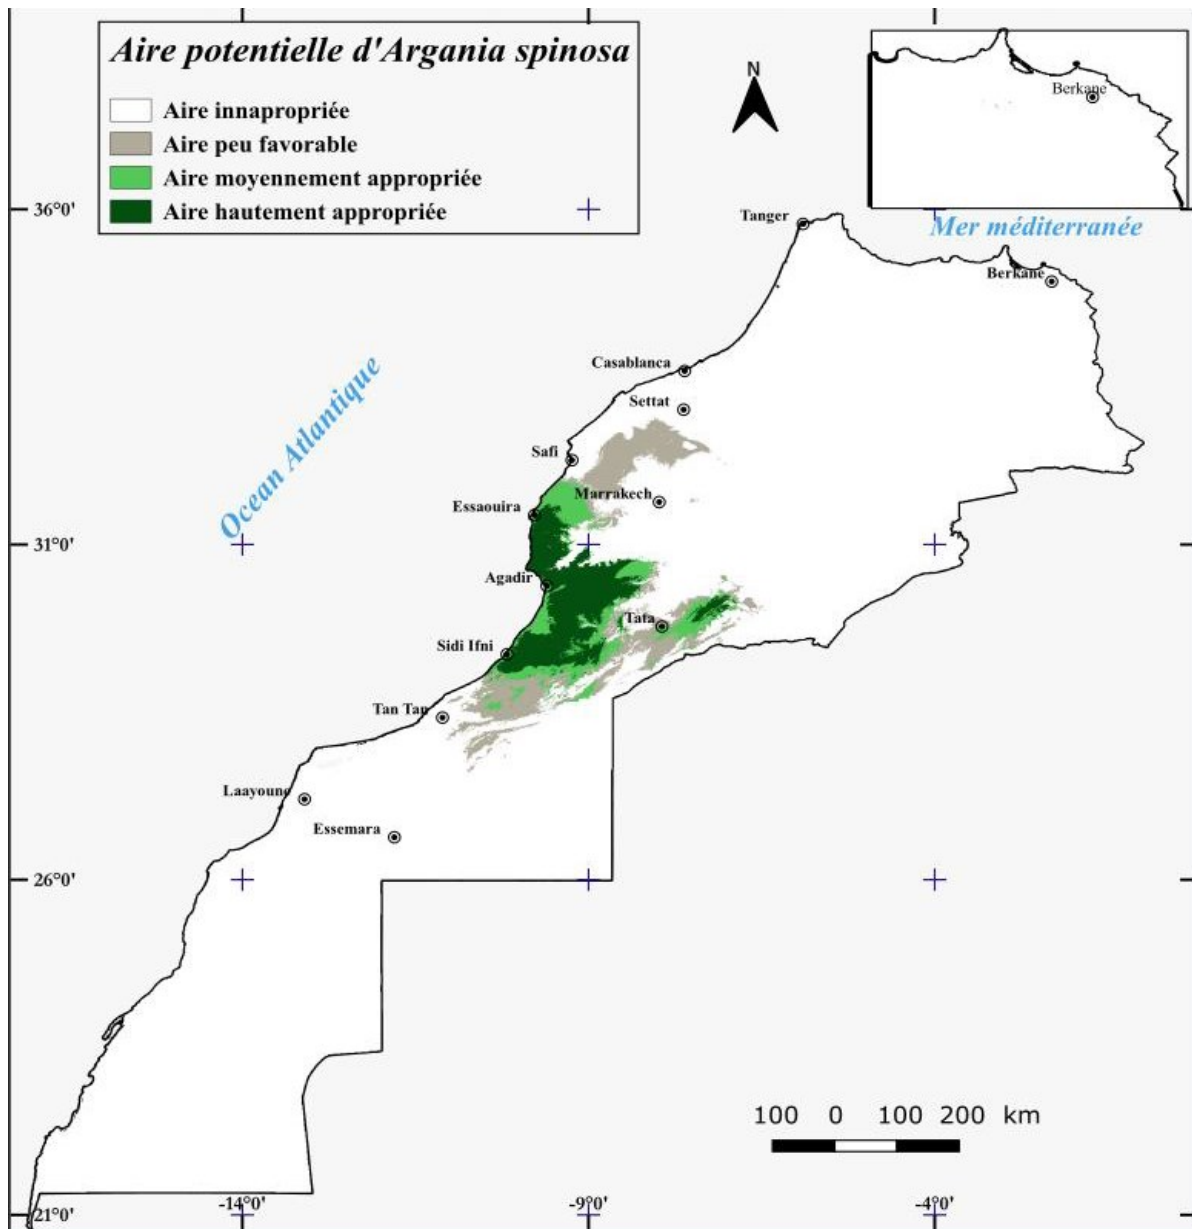 Aire potentielle d'Argania spinosa
Aire innapropriée
Aire peu favorable
Aire moyennement appropriée
Aire hautement appropriée
N
Berkane
36°0'
Tanger
Mer méditerranée
Berkane
Casablanca
Settat
Ocean Atlantique
Safi
Marrakech
Essaouira
31°0'
Agadir
Tata
Sidi Ifni
Tan Tan
Laayoune
Essemara
26°0'
100 0 100 200 km
-14°0' -9°0' -4°0'
21°0'